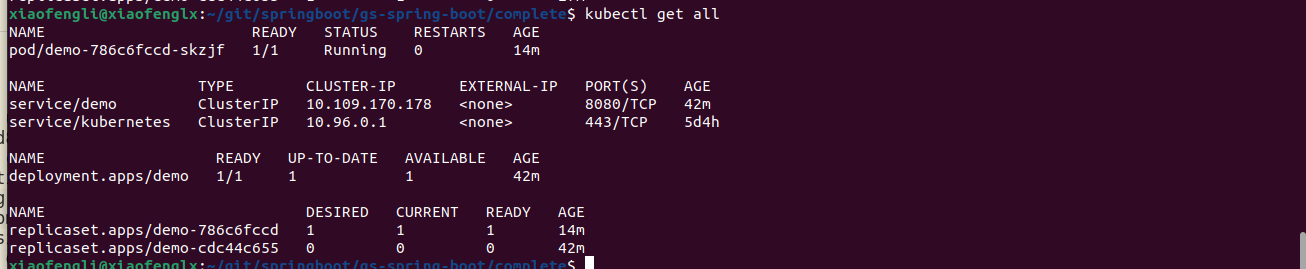 xiaofengli@xiaofenglx:~/git/springboot/gs-spring-boot/complete$ kubectl get all
NAME                       READY   STATUS    RESTARTS   AGE
pod/demo-786c6fccd-skzjf   1/1     Running   0          14m

NAME                 TYPE        CLUSTER-IP       EXTERNAL-IP   PORT(S)    AGE
service/demo         ClusterIP   10.109.170.178   <none>        8080/TCP   42m
service/kubernetes   ClusterIP   10.96.0.1        <none>        443/TCP    5d4h

NAME                   READY   UP-TO-DATE   AVAILABLE   AGE
deployment.apps/demo   1/1     1            1           42m

NAME                             DESIRED   CURRENT   READY   AGE
replicaset.apps/demo-786c6fccd   1         1         1       14m
replicaset.apps/demo-cdc44c655   0         0         0       42m
xiaofengli@xiaofenglx:~/git/springboot/gs-spring-boot/complete$